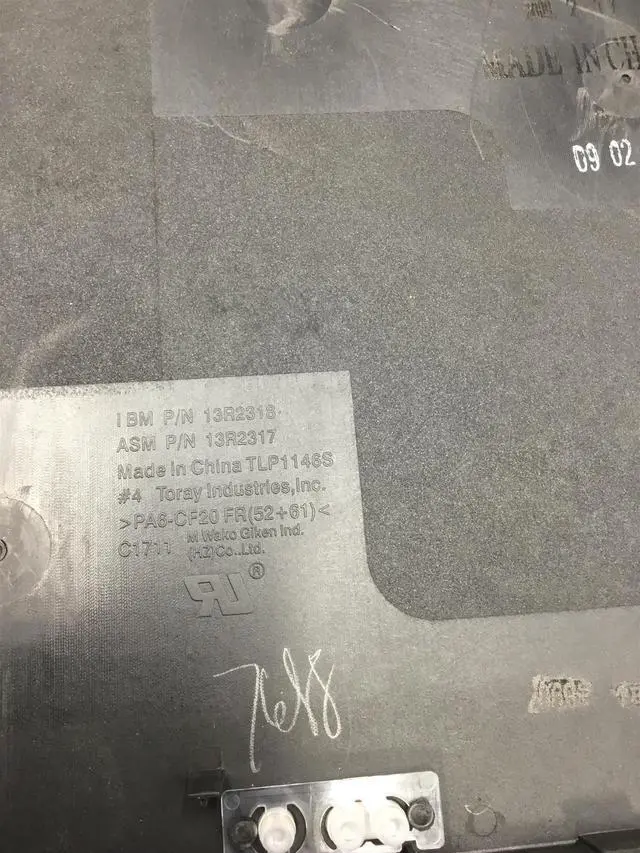 MADE IN CH
09 02
IBM P/N 13R2318
ASM P/N 13R2317
Made in China TLP1146S
#4 Toray Industries,Inc.
>PA6-CF20 FR(52+61)<
C1711 M Wako Giken Ind.
(HZ)Co.,Ltd.
RU®